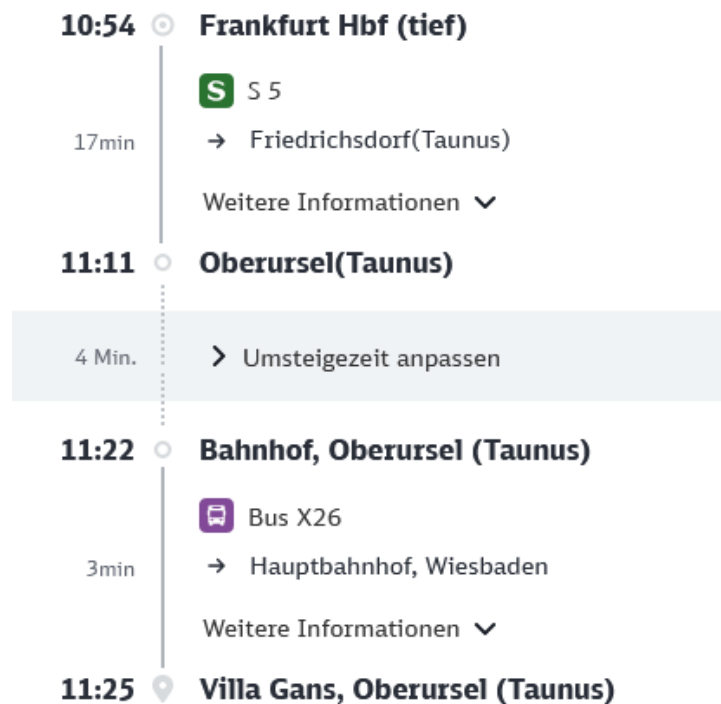 10:54 Frankfurt Hbf (tief)
S S 5
17min → Friedrichsdorf(Taunus)
Weitere Informationen
11:11 Oberursel(Taunus)
4 Min. Umsteigezeit anpassen
11:22 Bahnhof, Oberursel (Taunus)
Bus X26
3min → Hauptbahnhof, Wiesbaden
Weitere Informationen
11:25 Villa Gans, Oberursel (Taunus)